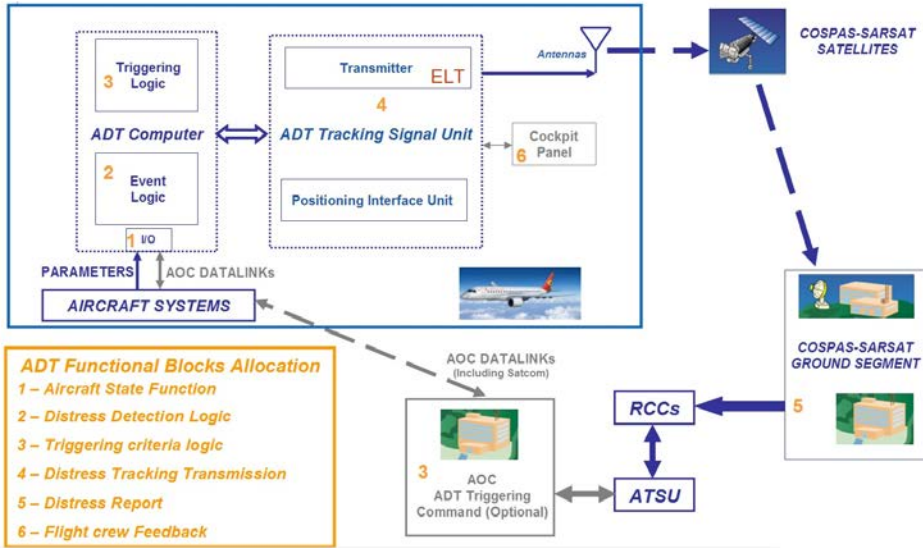 Antennas
COSPAS-SARSAT
SATELLITES
3
Triggering
Logic
ADT Computer
2
Event
Logic
1
I/O
Transmitter
ELT
4
ADT Tracking Signal Unit
Positioning Interface Unit
6
Cockpit
Panel
PARAMETERS
AOC DATALINKs
AIRCRAFT SYSTEMS
AOC DATALINKs
(Including Satcom)
COSPAS-SARSAT
GROUND SEGMENT
5
RCCs
ATSU
3
AOC
ADT Triggering
Command (Optional)
ADT Functional Blocks Allocation
1 – Aircraft State Function
2 – Distress Detection Logic
3 – Triggering criteria logic
4 – Distress Tracking Transmission
5 – Distress Report
6 – Flight crew Feedback